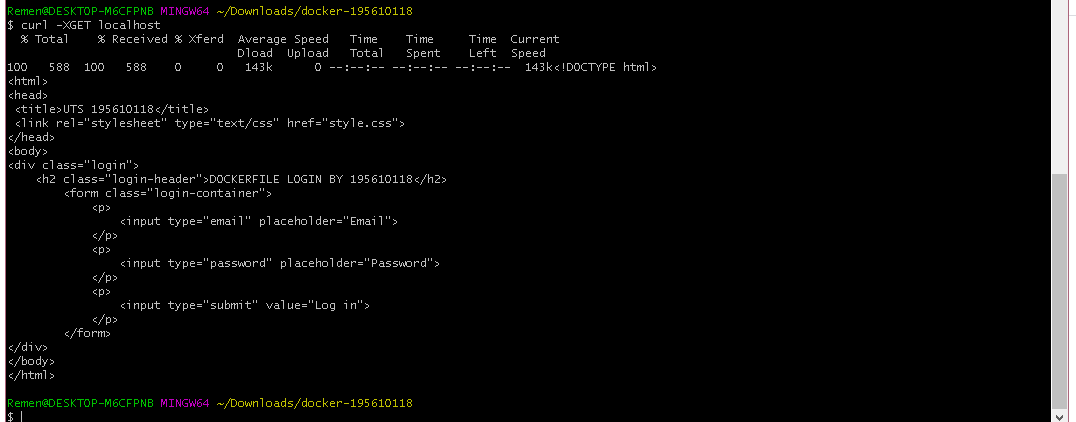 Remen@DESKTOP-M6CFPNB MINGW64 ~/Downloads/docker-195610118
$ curl -XGET localhost
  % Total    % Received % Xferd  Average Speed   Time    Time     Time  Current
                                 Dload  Upload   Total   Spent    Left  Speed
100   588  100   588    0     0   143k      0 --:--:-- --:--:-- --:--:--  143k<!DOCTYPE html>
<html>
<head>
 <title>UTS 195610118</title>
 <link rel="stylesheet" type="text/css" href="style.css">
</head>
<body>
<div class="login">
    <h2 class="login-header">DOCKERFILE LOGIN BY 195610118</h2>
        <form class="login-container">
            <p>
                <input type="email" placeholder="Email">
            </p>
            <p>
                <input type="password" placeholder="Password">
            </p>
            <p>
                <input type="submit" value="Log in">
            </p>
        </form>
</div>
</body>
</html>

Remen@DESKTOP-M6CFPNB MINGW64 ~/Downloads/docker-195610118
$